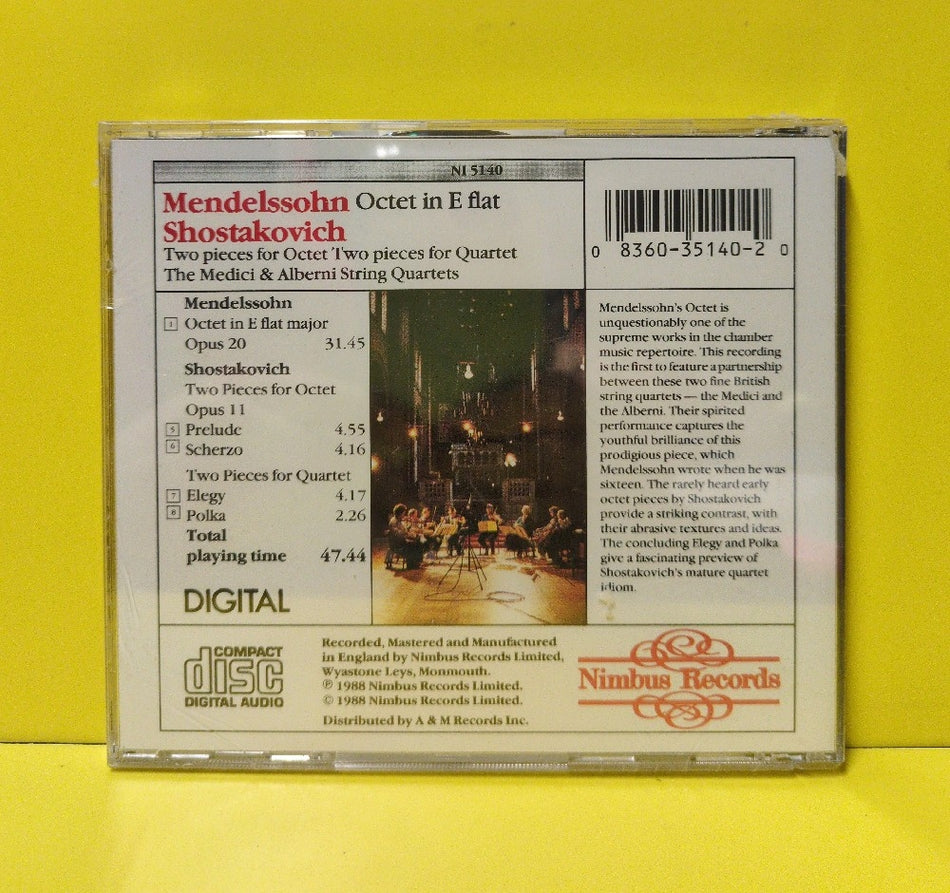 NI 5140
Mendelssohn Octet in E flat
Shostakovich
Two pieces for Octet Two pieces for Quartet
The Medici & Alberni String Quartets
0 8360-35140-2 0
Mendelssohn
1 Octet in E flat major
Opus 20 31.45
Shostakovich
Two Pieces for Octet
Opus 11
5 Prelude 4.55
6 Scherzo 4.16
Two Pieces for Quartet
7 Elegy 4.17
8 Polka 2.26
Total
playing time 47.44
DIGITAL
Mendelssohn's Octet is
unquestionably one of the
supreme works in the chamber
music repertoire. This recording
is the first to feature a partnership
between these two fine British
string quartets — the Medici and
the Alberni. Their spirited
performance captures the
youthful brilliance of this
prodigious piece, which
Mendelssohn wrote when he was
sixteen. The rarely heard early
octet pieces by Shostakovich
provide a striking contrast, with
their abrasive textures and ideas.
The concluding Elegy and Polka
give a fascinating preview of
Shostakovich's mature quartet
idiom.
COMPACT
disc
DIGITAL AUDIO
Recorded, Mastered and Manufactured
in England by Nimbus Records Limited,
Wyastone Leys, Monmouth.
℗ 1988 Nimbus Records Limited.
© 1988 Nimbus Records Limited.
Distributed by A & M Records Inc.
Nimbus Records